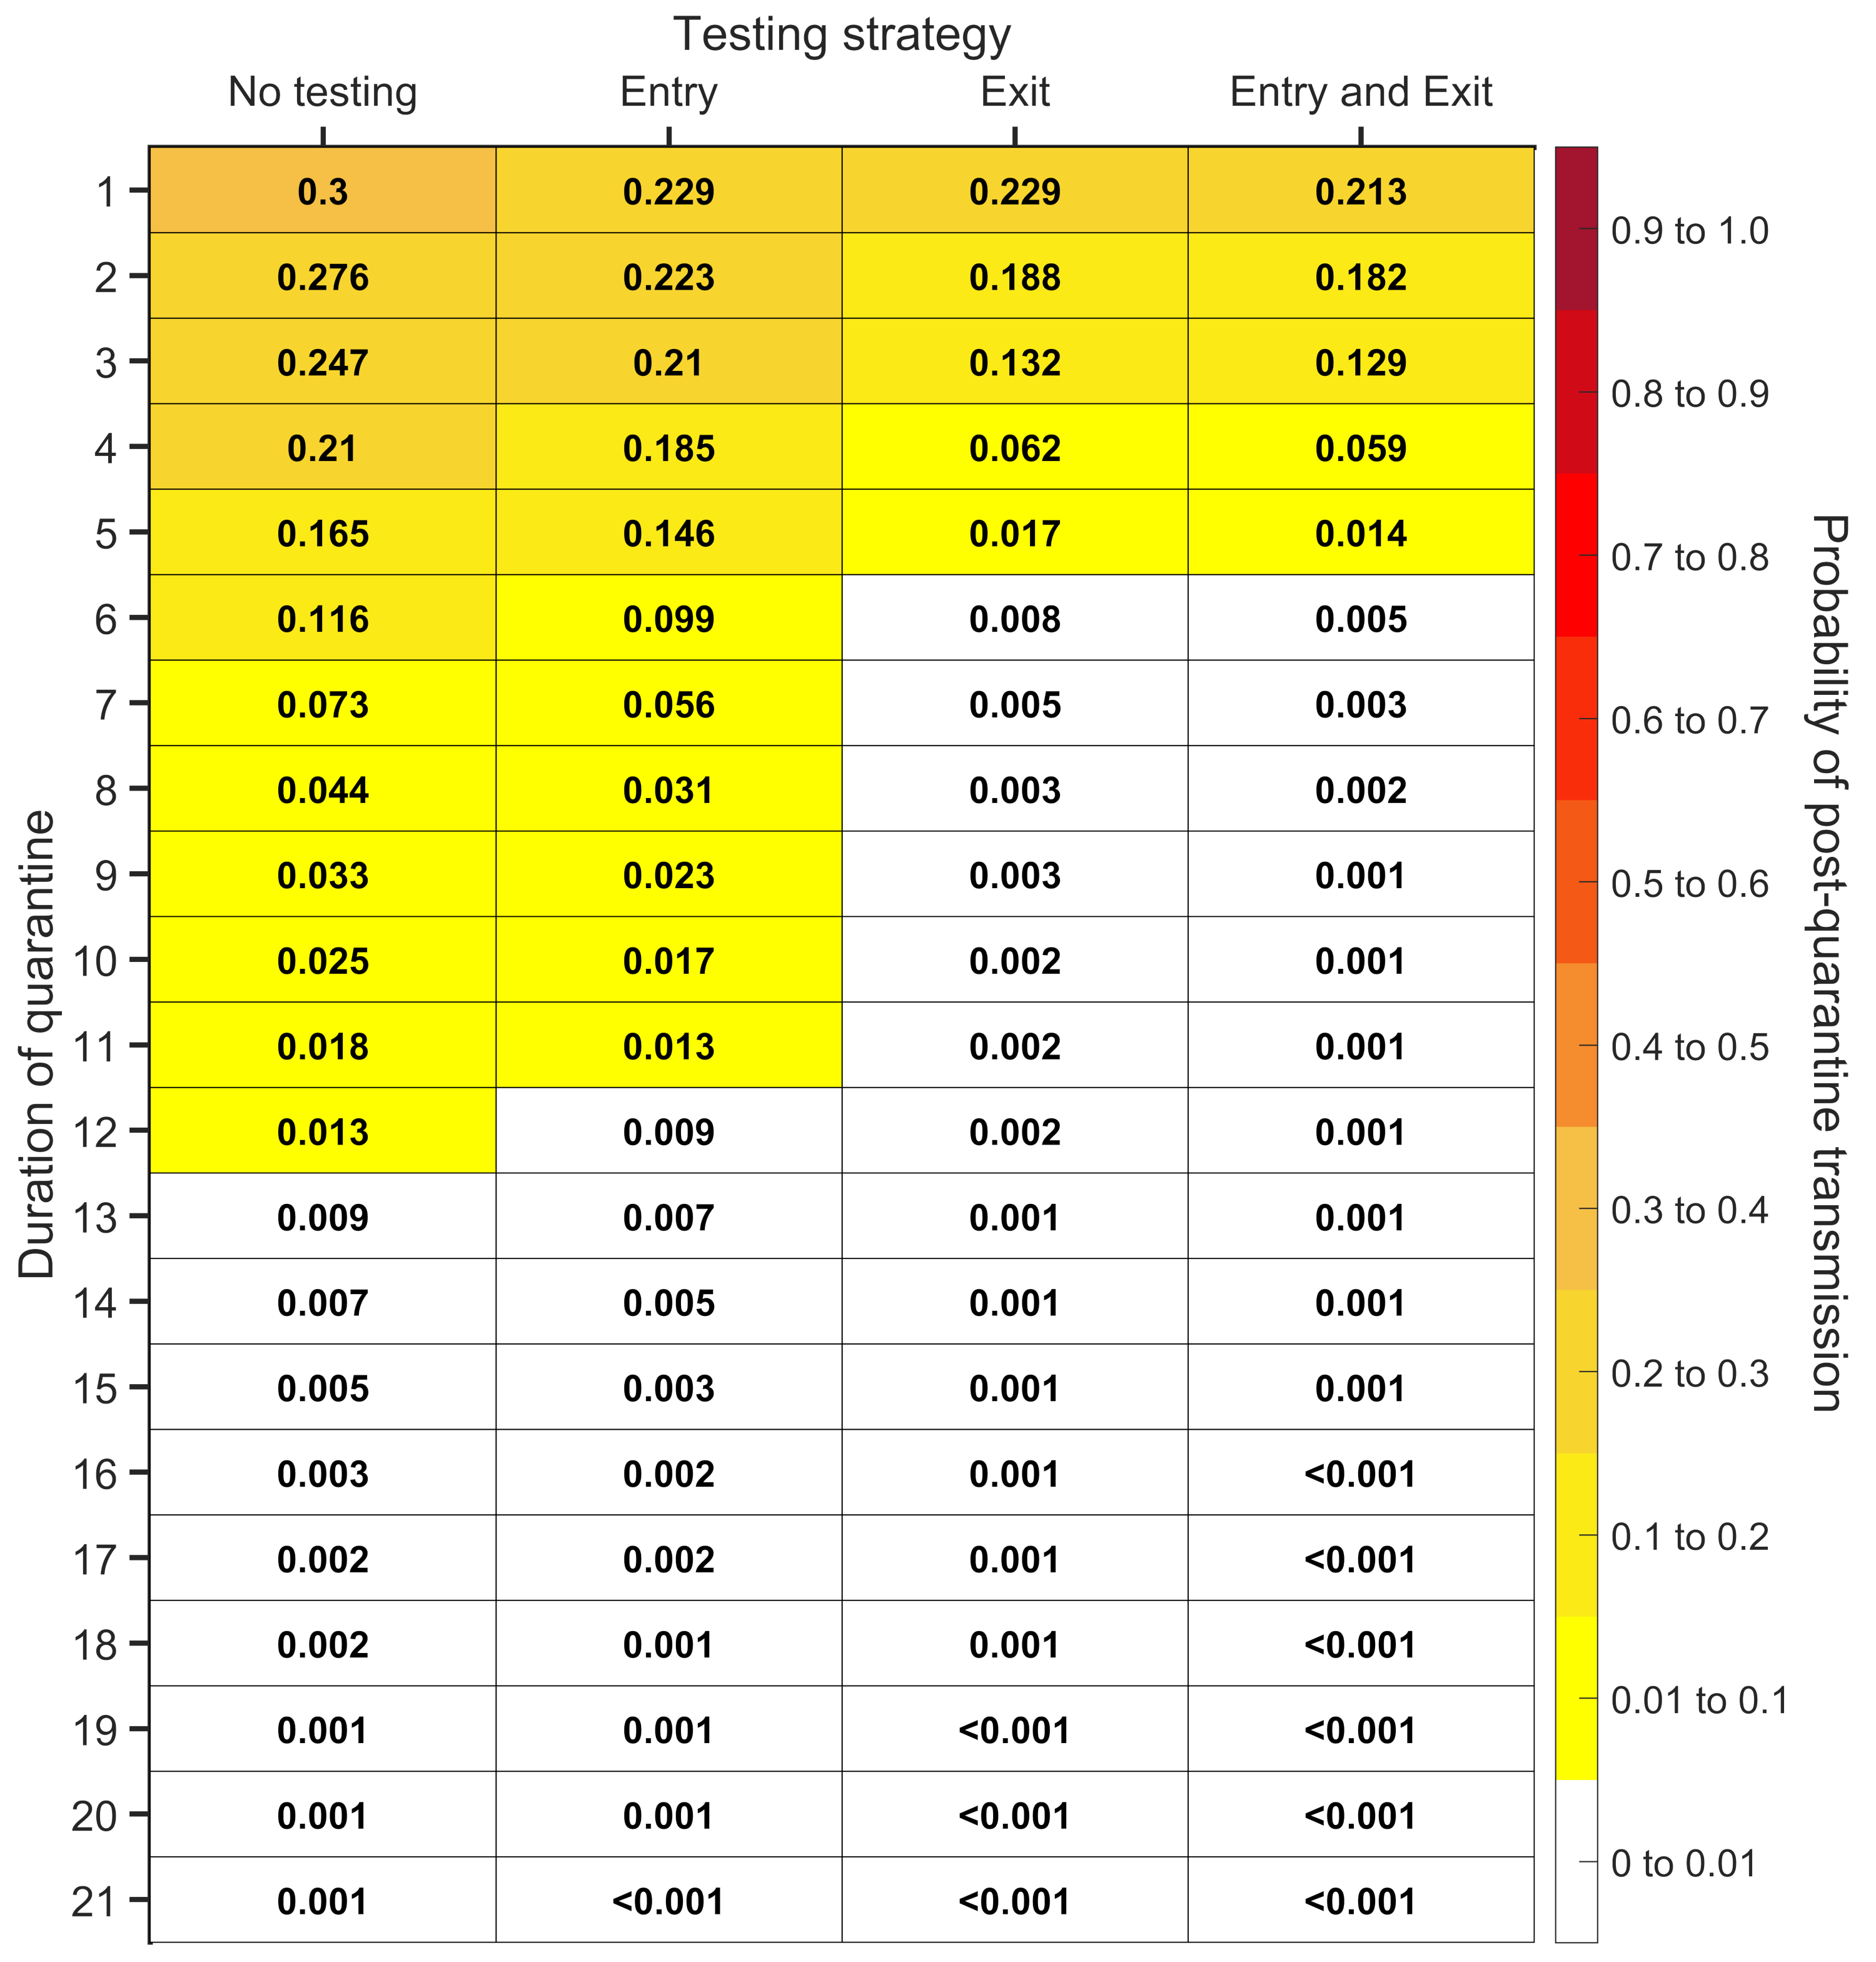 Testing strategy
No testing Entry Exit Entry and Exit
1 0.3 0.229 0.229 0.213
2 0.276 0.223 0.188 0.182
3 0.247 0.21 0.132 0.129
4 0.21 0.185 0.062 0.059
5 0.165 0.146 0.017 0.014
6 0.116 0.099 0.008 0.005
7 0.073 0.056 0.005 0.003
8 0.044 0.031 0.003 0.002
9 0.033 0.023 0.003 0.001
10 0.025 0.017 0.002 0.001
11 0.018 0.013 0.002 0.001
12 0.013 0.009 0.002 0.001
13 0.009 0.007 0.001 0.001
14 0.007 0.005 0.001 0.001
15 0.005 0.003 0.001 0.001
16 0.003 0.002 0.001 <0.001
17 0.002 0.002 0.001 <0.001
18 0.002 0.001 0.001 <0.001
19 0.001 0.001 <0.001 <0.001
20 0.001 0.001 <0.001 <0.001
21 0.001 <0.001 <0.001 <0.001
Duration of quarantine
0.9 to 1.0
0.8 to 0.9
0.7 to 0.8
0.6 to 0.7
0.5 to 0.6
0.4 to 0.5
0.3 to 0.4
0.2 to 0.3
0.1 to 0.2
0.01 to 0.1
0 to 0.01
Probability of post-quarantine transmission